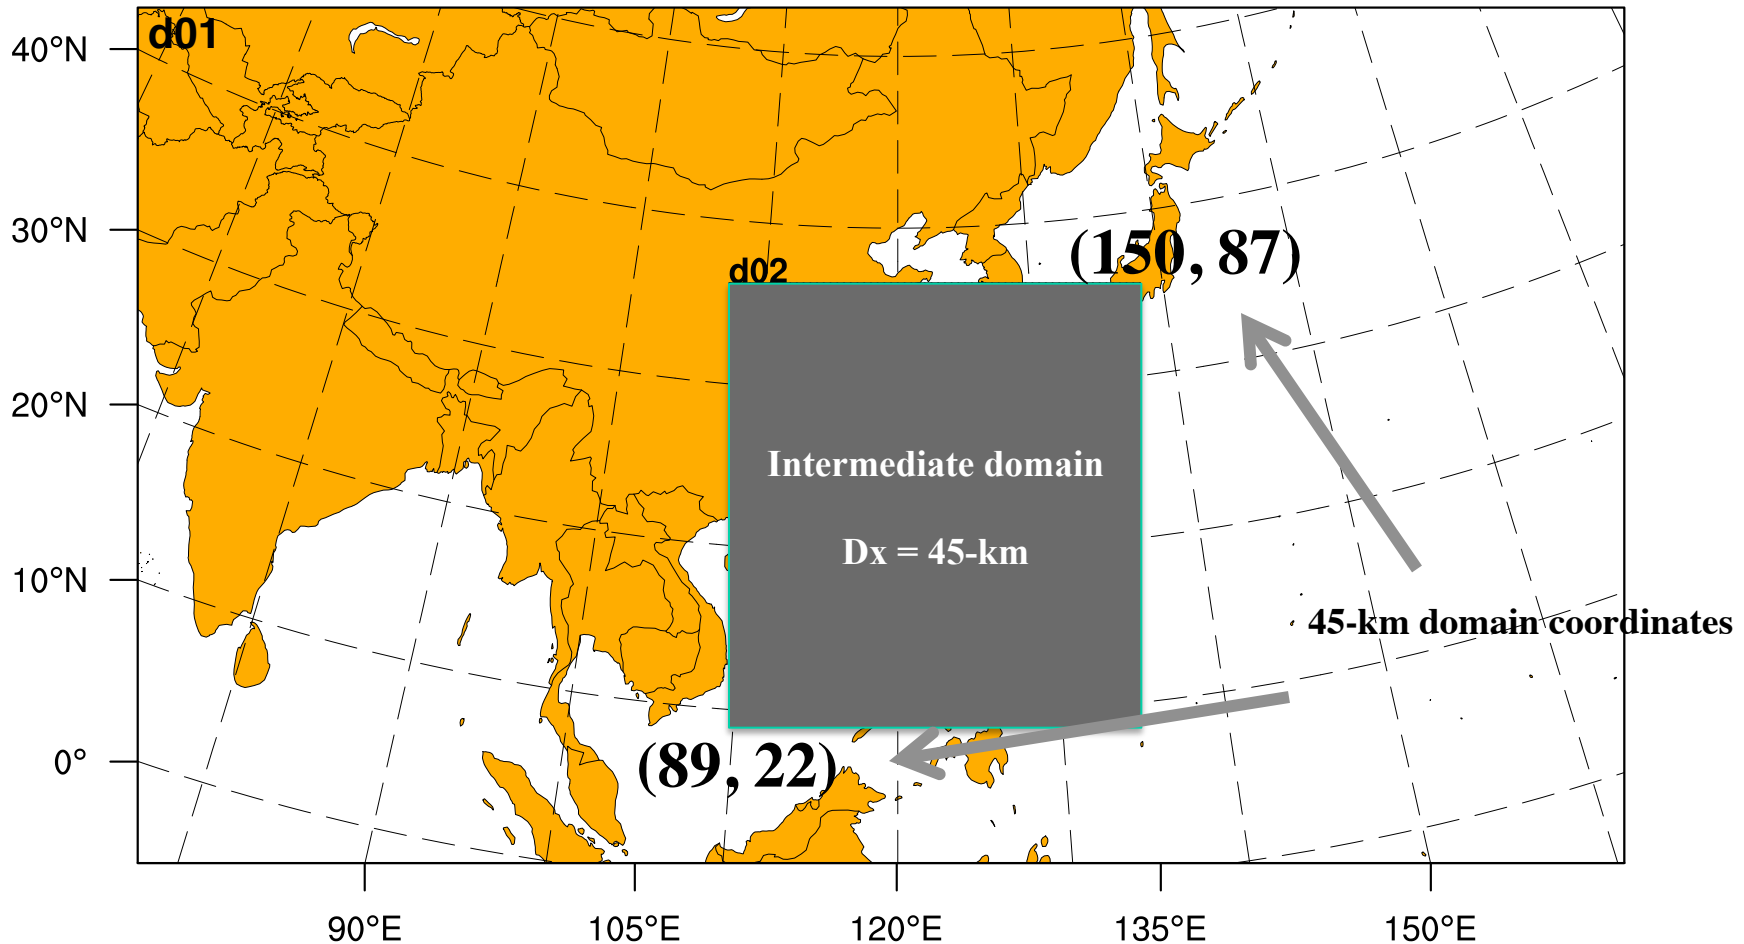 d01
40°N
30°N
20°N
10°N
0°
(150, 87)
d02
Intermediate domain
Dx = 45-km
45-km domain coordinates
(89, 22)
90°E
105°E
120°E
135°E
150°E